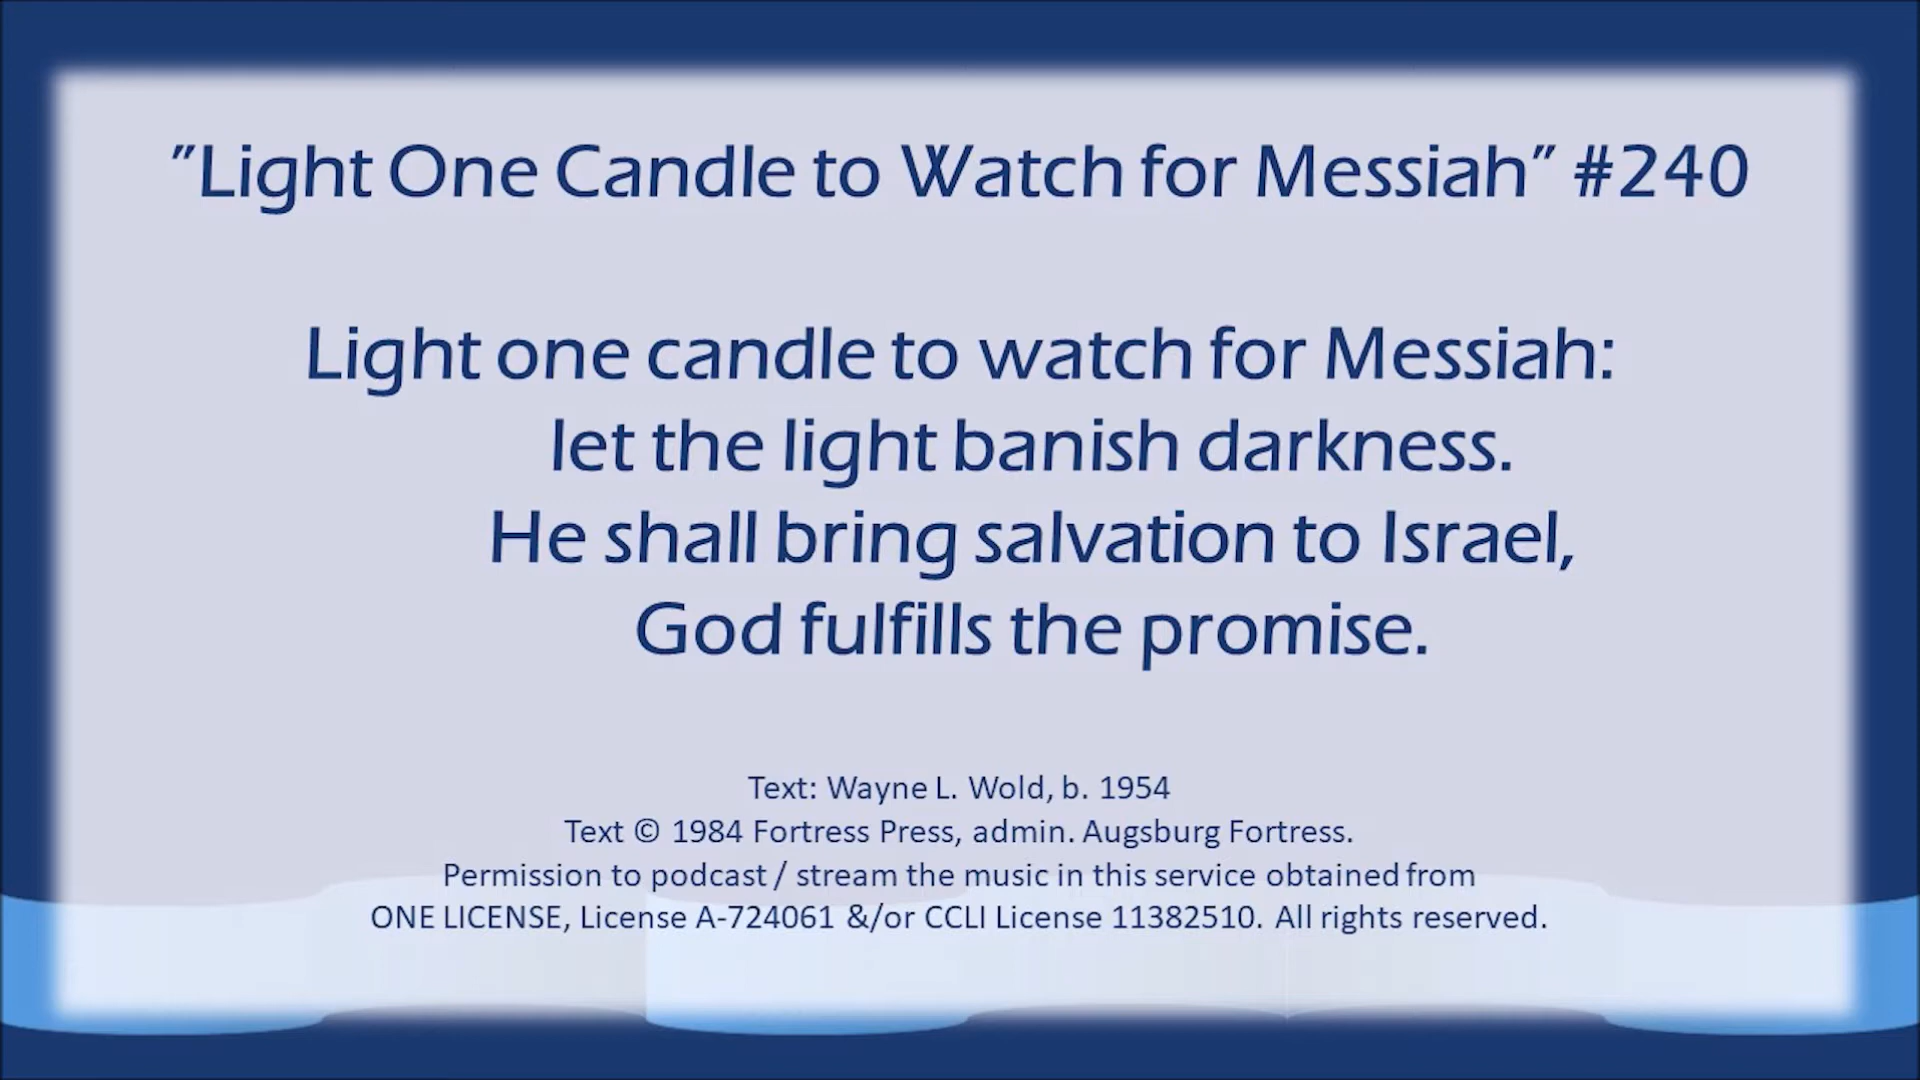 "Light One Candle to Watch for Messiah" #240
Light one candle to watch for Messiah:
let the light banish darkness.
He shall bring salvation to Israel,
God fulfills the promise.
Text: Wayne L. Wold, b. 1954
Text © 1984 Fortress Press, admin. Augsburg Fortress.
Permission to podcast / stream the music in this service obtained from
ONE LICENSE, License A-724061 &/or CCLI License 11382510. All rights reserved.